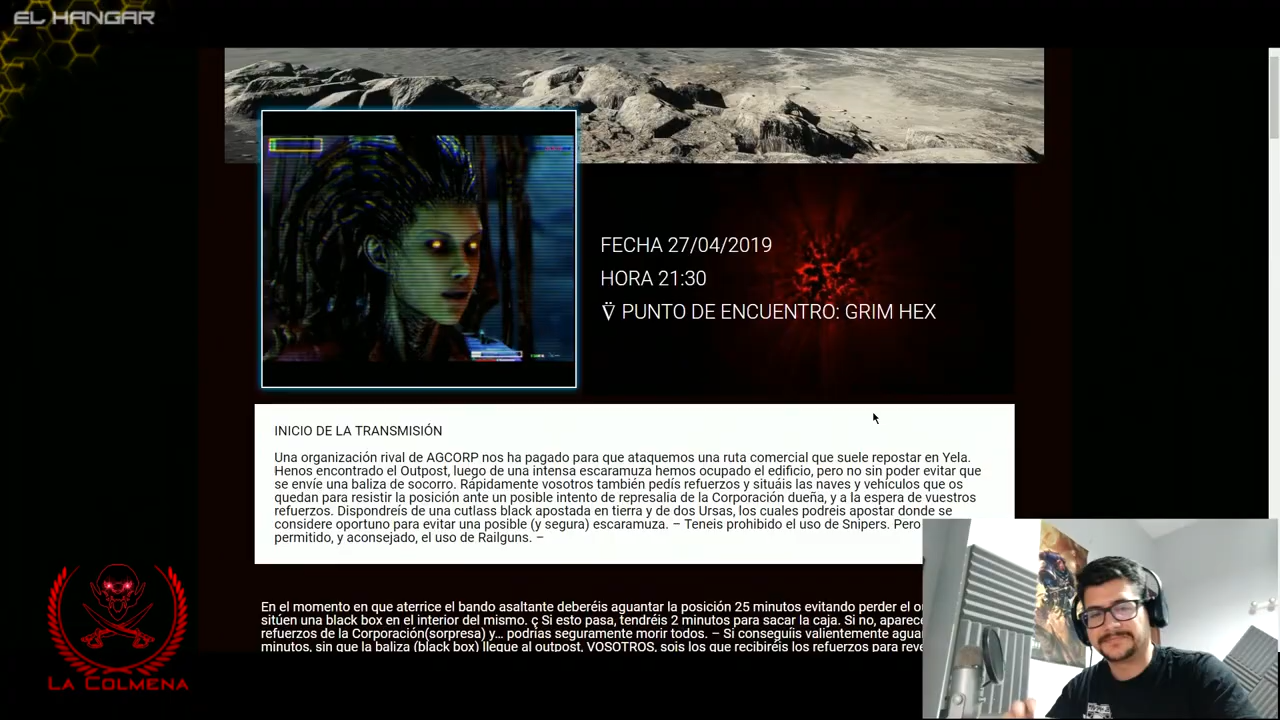 EL HANGAR
FECHA 27/04/2019
HORA 21:30
PUNTO DE ENCUENTRO: GRIM HEX
INICIO DE LA TRANSMISIÓN
Una organización rival de AGCORP nos ha pagado para que ataquemos una ruta comercial que suele repostar en Yela.
Henos encontrado el Outpost, luego de una intensa escaramuza hemos ocupado el edificio, pero no sin poder evitar que
se envíe una baliza de socorro. Rápidamente vosotros también pedís refuerzos y situáis las naves y vehículos que os
quedan para resistir la posición ante un posible intento de represalia de la Corporación dueña, y a la espera de vuestros
refuerzos. Dispondreís de una cutlass black apostada en tierra y de dos Ursas, los cuales podreis apostar donde se
considere oportuno para evitar una posible (y segura) escaramuza. – Teneis prohibido el uso de Snipers. Pero
permitido, y aconsejado, el uso de Railguns. –
En el momento en que aterrice el bando asaltante deberéis aguantar la posición 25 minutos evitando perder el
sitúen una black box en el interior del mismo. ç Si esto pasa, tendréis 2 minutos para sacar la caja. Si no,
refuerzos de la Corporación(sorpresa) y… podrías seguramente morir todos. – Si conseguís valientemente
minutos, sin que la baliza (black box) llegue al outpost, VOSOTROS, sois los que recibiréis los refuerzos para
LA COLMENA